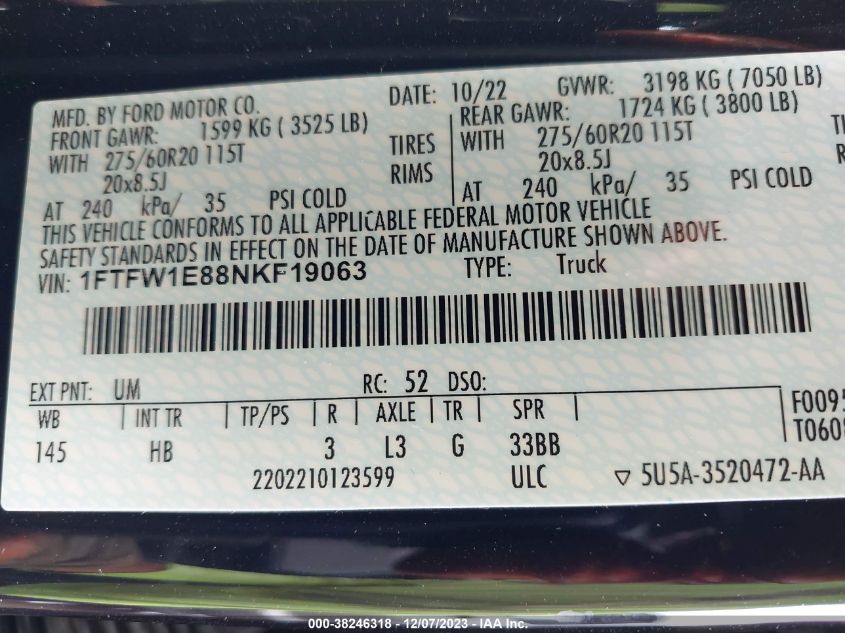 MFD. BY FORD MOTOR CO. DATE: 10/22 GVWR: 3198 KG ( 7050 LB)
FRONT GAWR: 1599 KG ( 3525 LB) REAR GAWR: 1724 KG ( 3800 LB)
WITH 275/60R20 115T TIRES WITH 275/60R20 115T
20x8.5J RIMS 20x8.5J
AT 240 kPa/ 35 PSI COLD AT 240 kPa/ 35 PSI COLD
THIS VEHICLE CONFORMS TO ALL APPLICABLE FEDERAL MOTOR VEHICLE
SAFETY STANDARDS IN EFFECT ON THE DATE OF MANUFACTURE SHOWN ABOVE.
VIN: 1FTFW1E88NKF19063 TYPE: Truck
EXT PNT: UM RC: 52 DSO:
WB | INT TR | TP/PS | R | AXLE | TR | SPR |
145 HB 3 L3 G 33BB
2202210123599 ULC ▽ 5U5A-3520472-AA
000-38246318 - 12/07/2023 - IAA Inc.